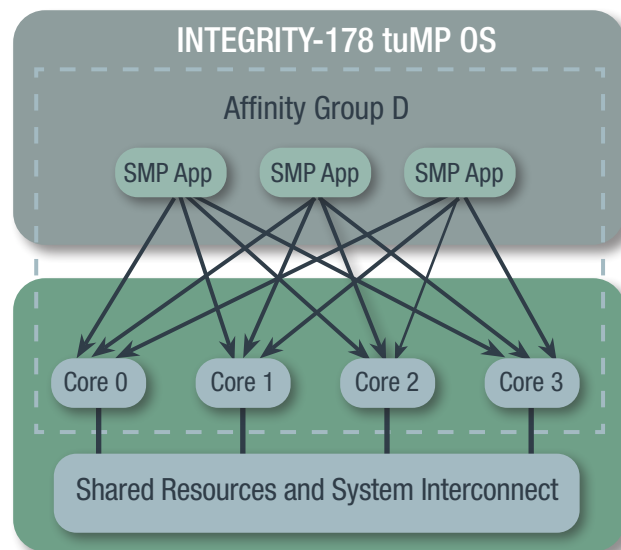 INTEGRITY-178 tuMP OS
Affinity Group D
SMP App
SMP App
SMP App
Core 0
Core 1
Core 2
Core 3
Shared Resources and System Interconnect